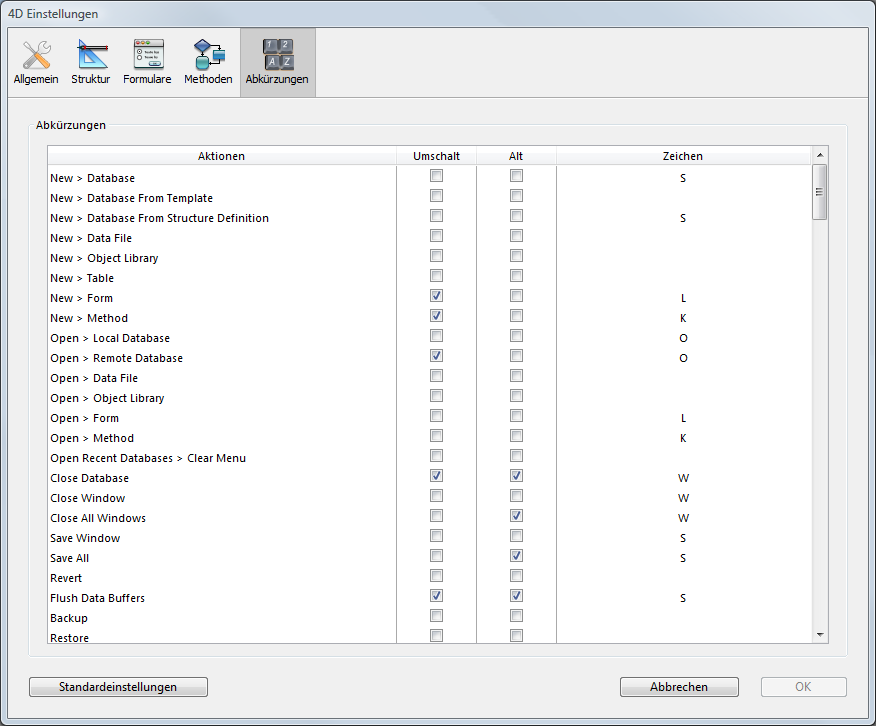 4D Einstellungen
Allgemein Struktur Formulare Methoden Abkürzungen
Abkürzungen
Aktionen Umschalt Alt Zeichen
New > Database S
New > Database From Template
New > Database From Structure Definition S
New > Data File
New > Object Library
New > Table
New > Form L
New > Method K
Open > Local Database O
Open > Remote Database O
Open > Data File
Open > Object Library
Open > Form L
Open > Method K
Open Recent Databases > Clear Menu
Close Database W
Close Window W
Close All Windows W
Save Window S
Save All S
Revert
Flush Data Buffers S
Backup
Restore
Standardeinstellungen Abbrechen OK